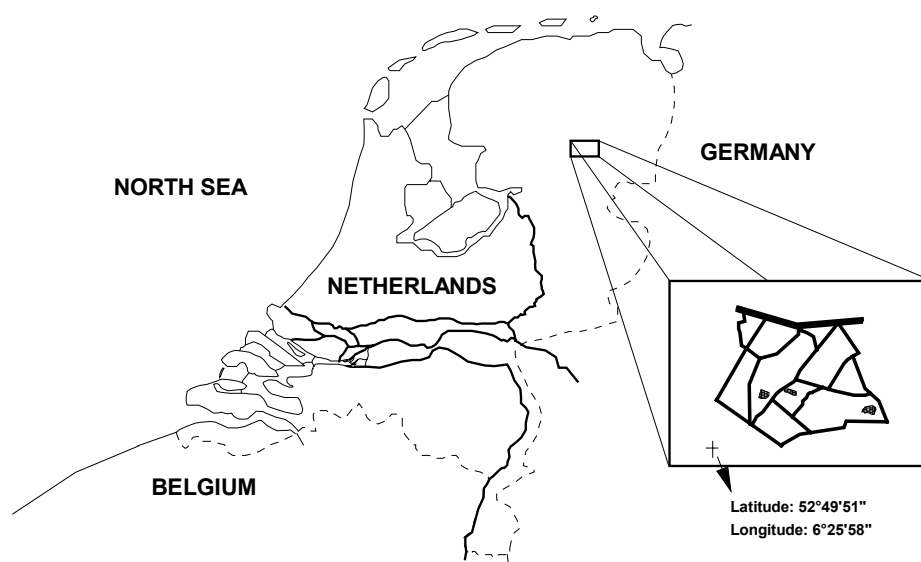 GERMANY
NORTH SEA
NETHERLANDS
BELGIUM
Latitude: 52°49'51"
Longitude: 6°25'58"